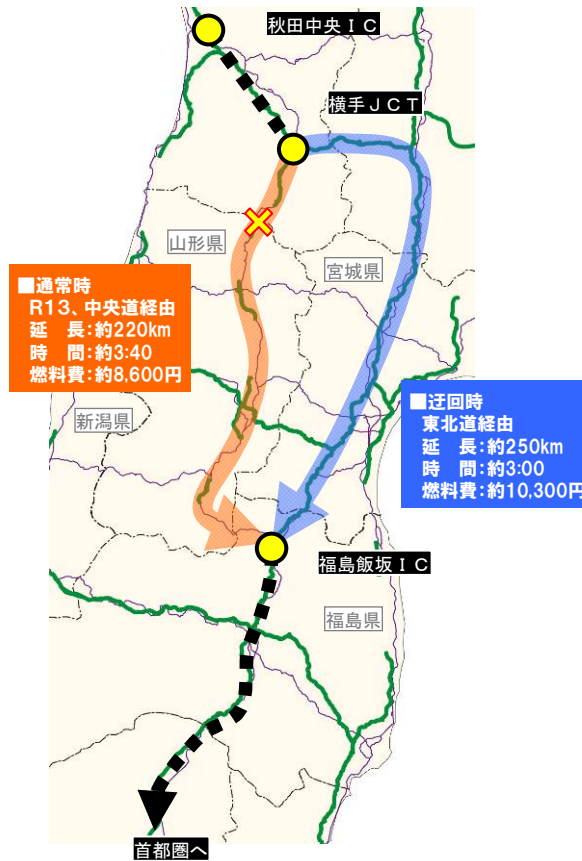 秋田中央ＩＣ
横手ＪＣＴ
山形県
宮城県
■通常時
R13、中央道経由
延　長：約220km
時　間：約3:40
燃料費：約8,600円
新潟県
■迂回時
東北道経由
延　長：約250km
時　間：約3:00
燃料費：約10,300円
福島飯坂ＩＣ
福島県
首都圏へ